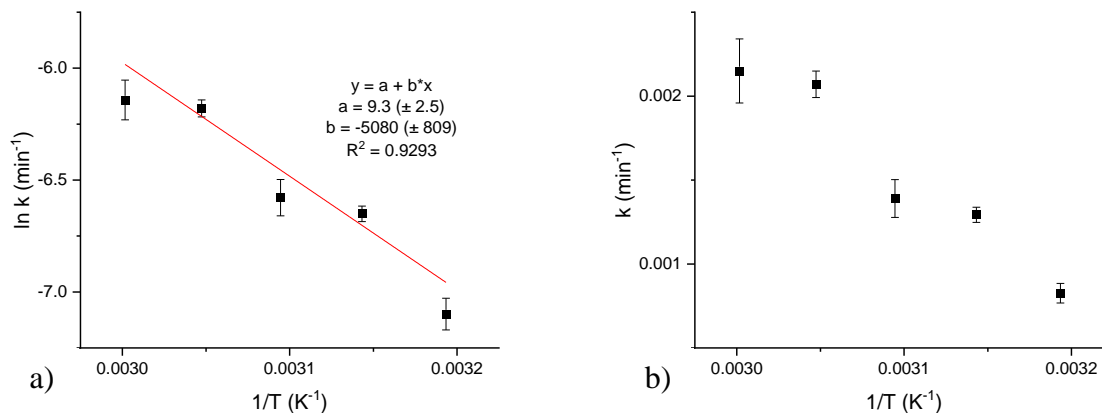 -6.0
-6.5
-7.0
ln k (min⁻¹)
y = a + b*x
a = 9.3 (± 2.5)
b = -5080 (± 809)
R² = 0.9293
0.0030
0.0031
0.0032
1/T (K⁻¹)
a)
0.002
0.001
k (min⁻¹)
0.0030
0.0031
0.0032
1/T (K⁻¹)
b)